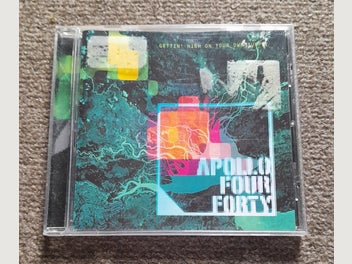 GETTIN' HIGH ON YOUR OWN SUPPLY
APOLLO
FOUR
FORTY